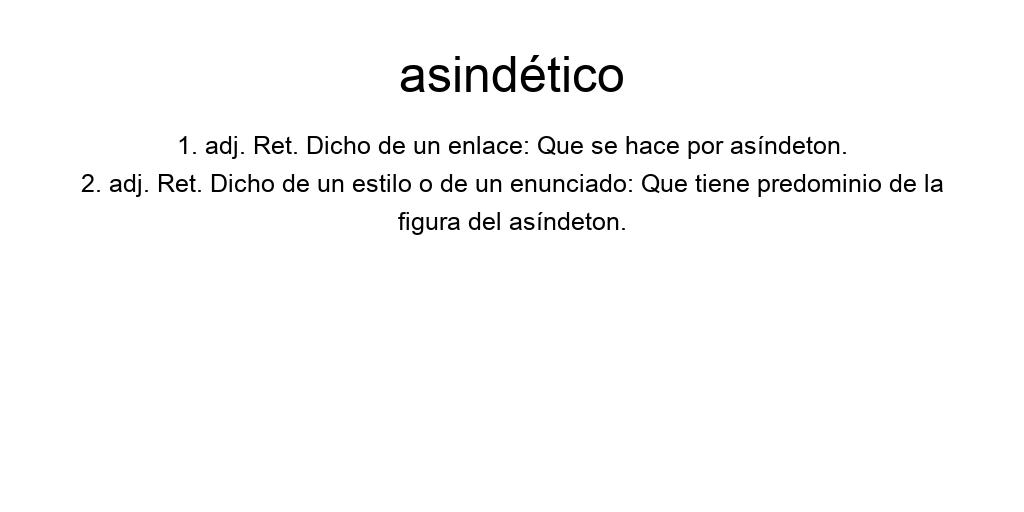 asindético
1. adj. Ret. Dicho de un enlace: Que se hace por asíndeton.
2. adj. Ret. Dicho de un estilo o de un enunciado: Que tiene predominio de la
figura del asíndeton.